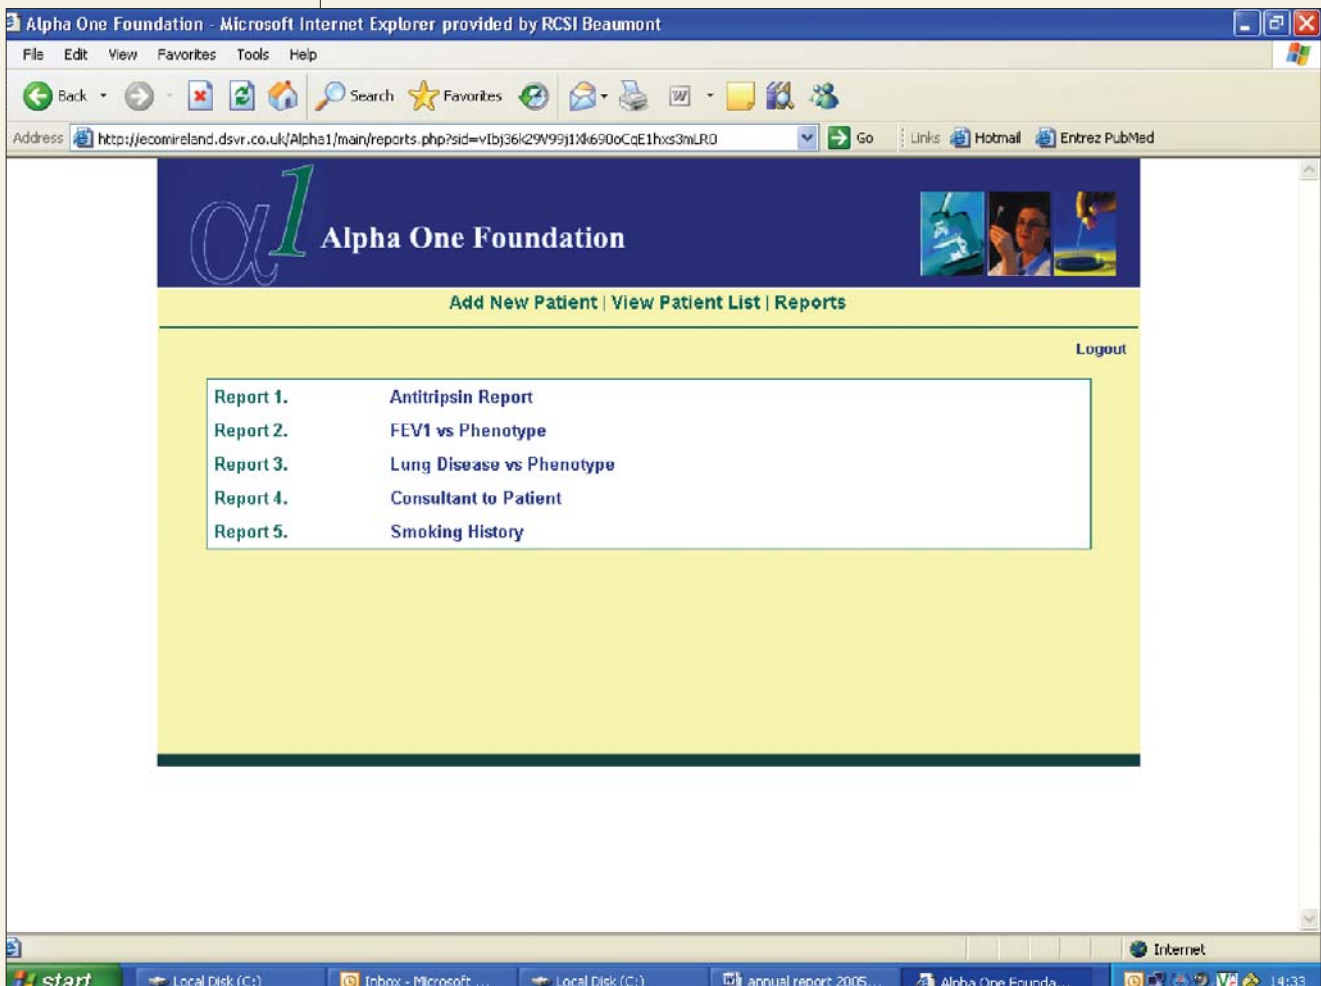 Alpha One Foundation - Microsoft Internet Explorer provided by RCSI Beaumont
File Edit View Favorites Tools Help
Back Search Favorites
Address http://ecomireland.dsvr.co.uk/Alpha1/main/reports.php?sid= Go Links Hotmail Entrez PubMed
α1 Alpha One Foundation
Add New Patient | View Patient List | Reports
Logout
Report 1. Antitripsin Report
Report 2. FEV1 vs Phenotype
Report 3. Lung Disease vs Phenotype
Report 4. Consultant to Patient
Report 5. Smoking History
Internet
start Local Disk (C:) Inbox - Microsoft ... Local Disk (C:) annual report 2005... Alpha One Founda... 14:33